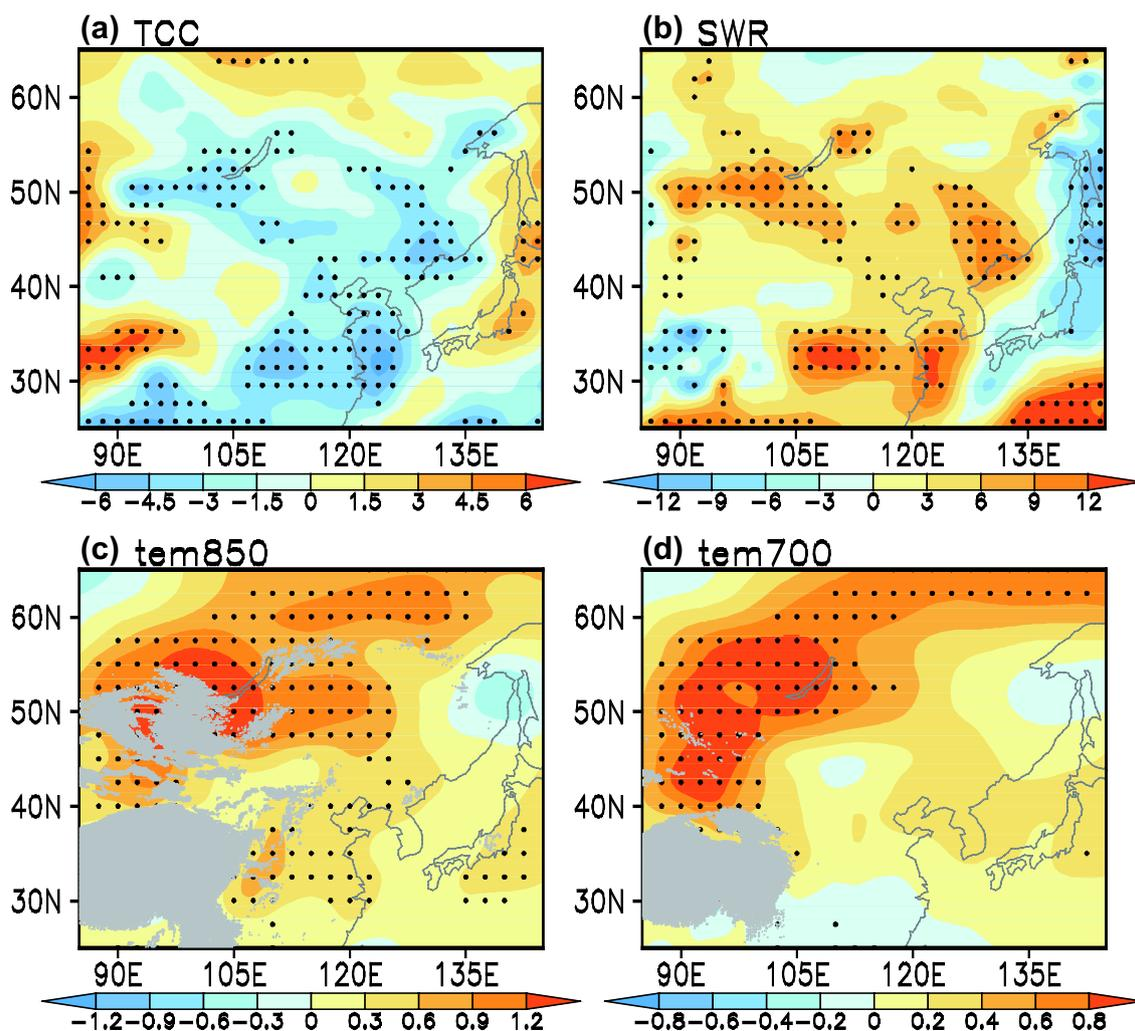 (a) TCC
(b) SWR
60N
50N
40N
30N
60N
50N
40N
30N
90E 105E 120E 135E
90E 105E 120E 135E
−6 −4.5 −3 −1.5 0 1.5 3 4.5 6
−12 −9 −6 −3 0 3 6 9 12
(c) tem850
(d) tem700
60N
50N
40N
30N
60N
50N
40N
30N
90E 105E 120E 135E
90E 105E 120E 135E
−1.2 −0.9 −0.6 −0.3 0 0.3 0.6 0.9 1.2
−0.8 −0.6 −0.4 −0.2 0 0.2 0.4 0.6 0.8